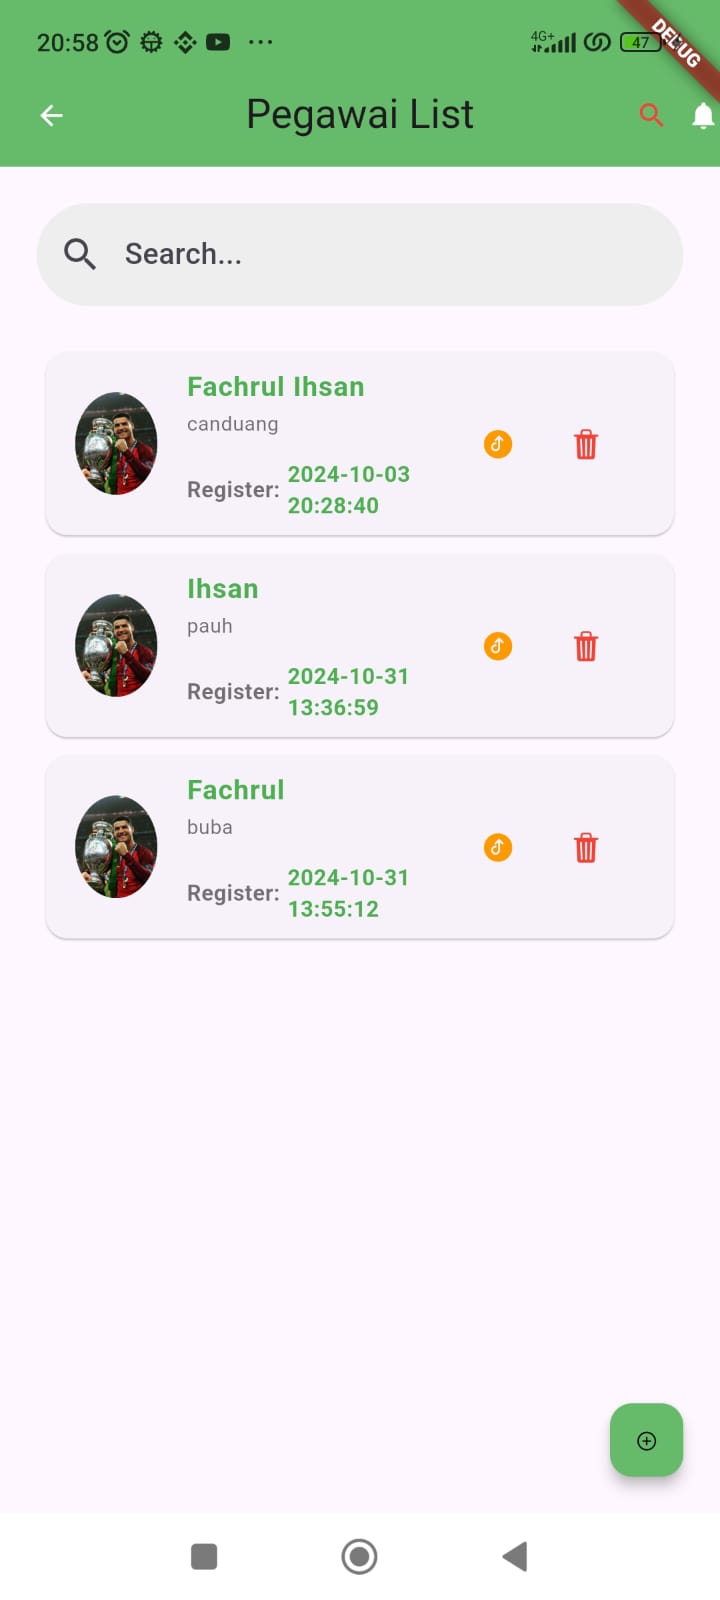 20:58
4G+
47
DEBUG
Pegawai List
Search...
Fachrul Ihsan
canduang
Register: 2024-10-03
20:28:40
Ihsan
pauh
Register: 2024-10-31
13:36:59
Fachrul
buba
Register: 2024-10-31
13:55:12